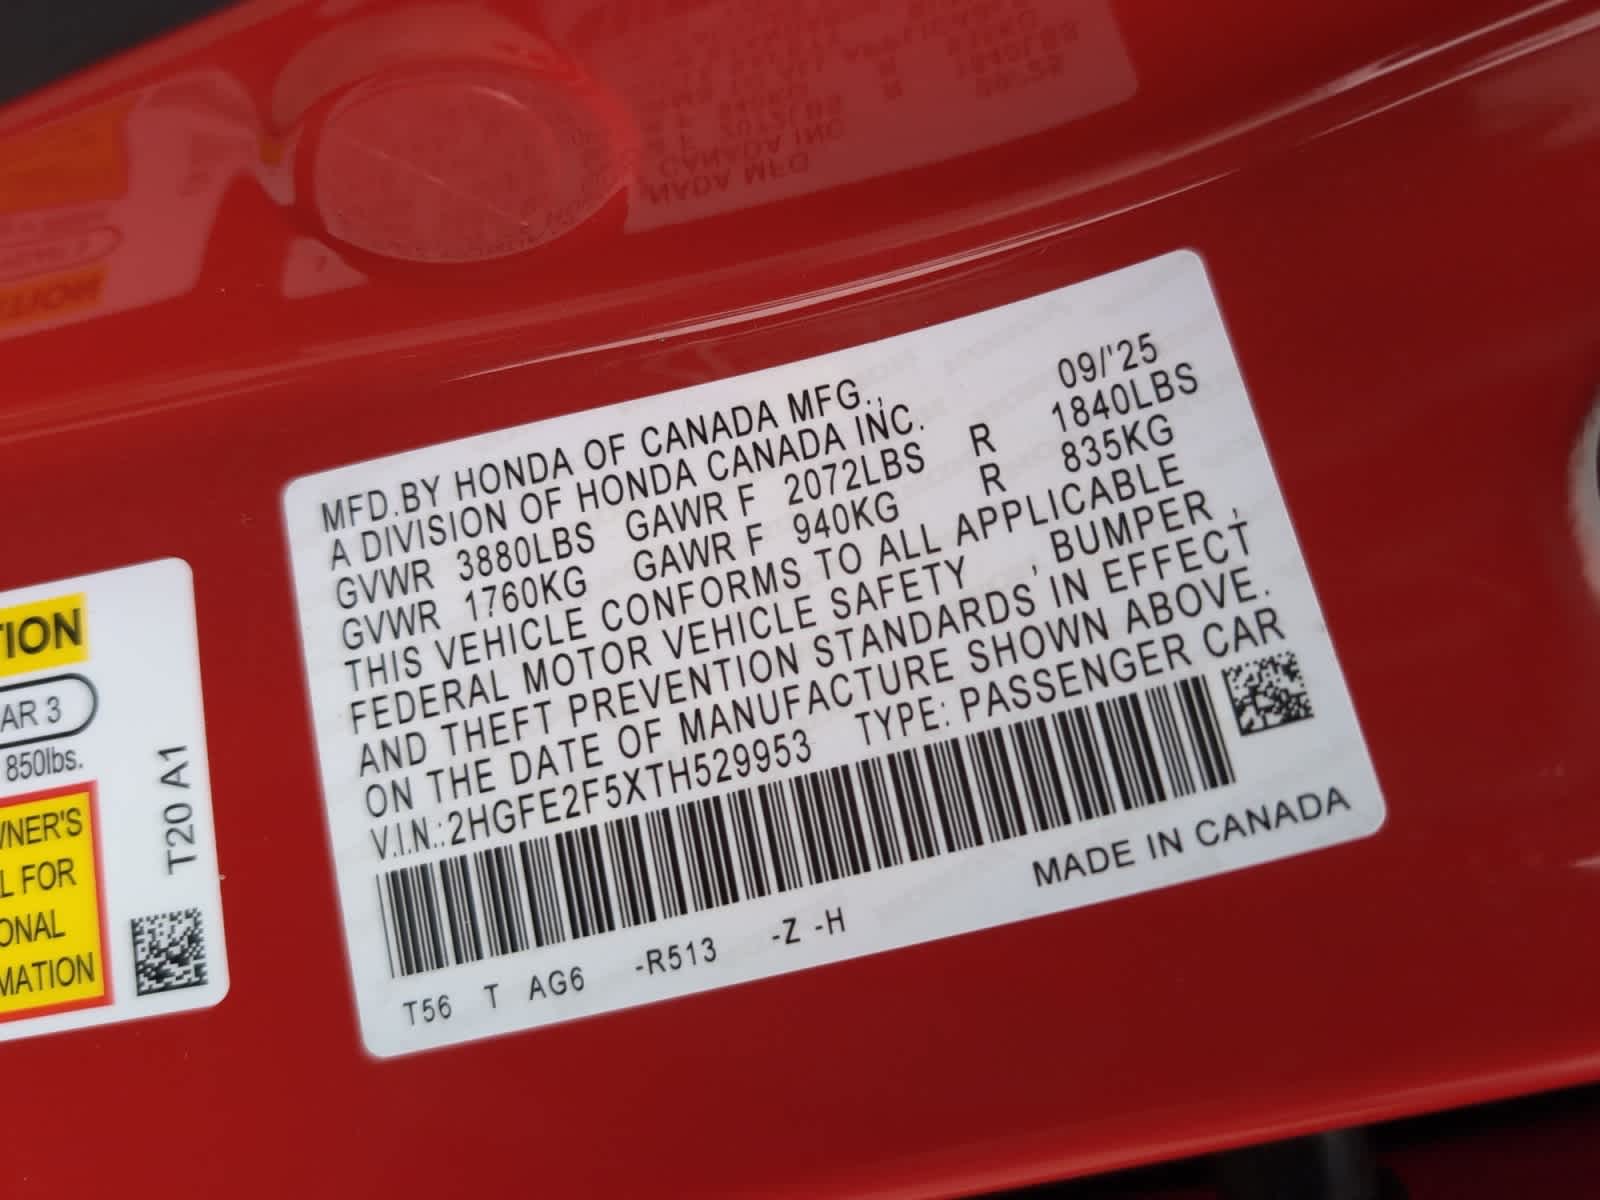 MFD.BY HONDA OF CANADA MFG., 09/'25
A DIVISION OF HONDA CANADA INC.
GVWR 3880LBS GAWR F 2072LBS R 1840LBS
GVWR 1760KG GAWR F 940KG R 835KG
THIS VEHICLE CONFORMS TO ALL APPLICABLE
FEDERAL MOTOR VEHICLE SAFETY , BUMPER ,
AND THEFT PREVENTION STANDARDS IN EFFECT
ON THE DATE OF MANUFACTURE SHOWN ABOVE.
V.I.N.:2HGFE2F5XTH529953 TYPE: PASSENGER CAR
MADE IN CANADA
T56 T AG6 -R513 -Z -H
TION
AR 3
850lbs.
WNER'S
L FOR
ONAL
MATION
T20 A1